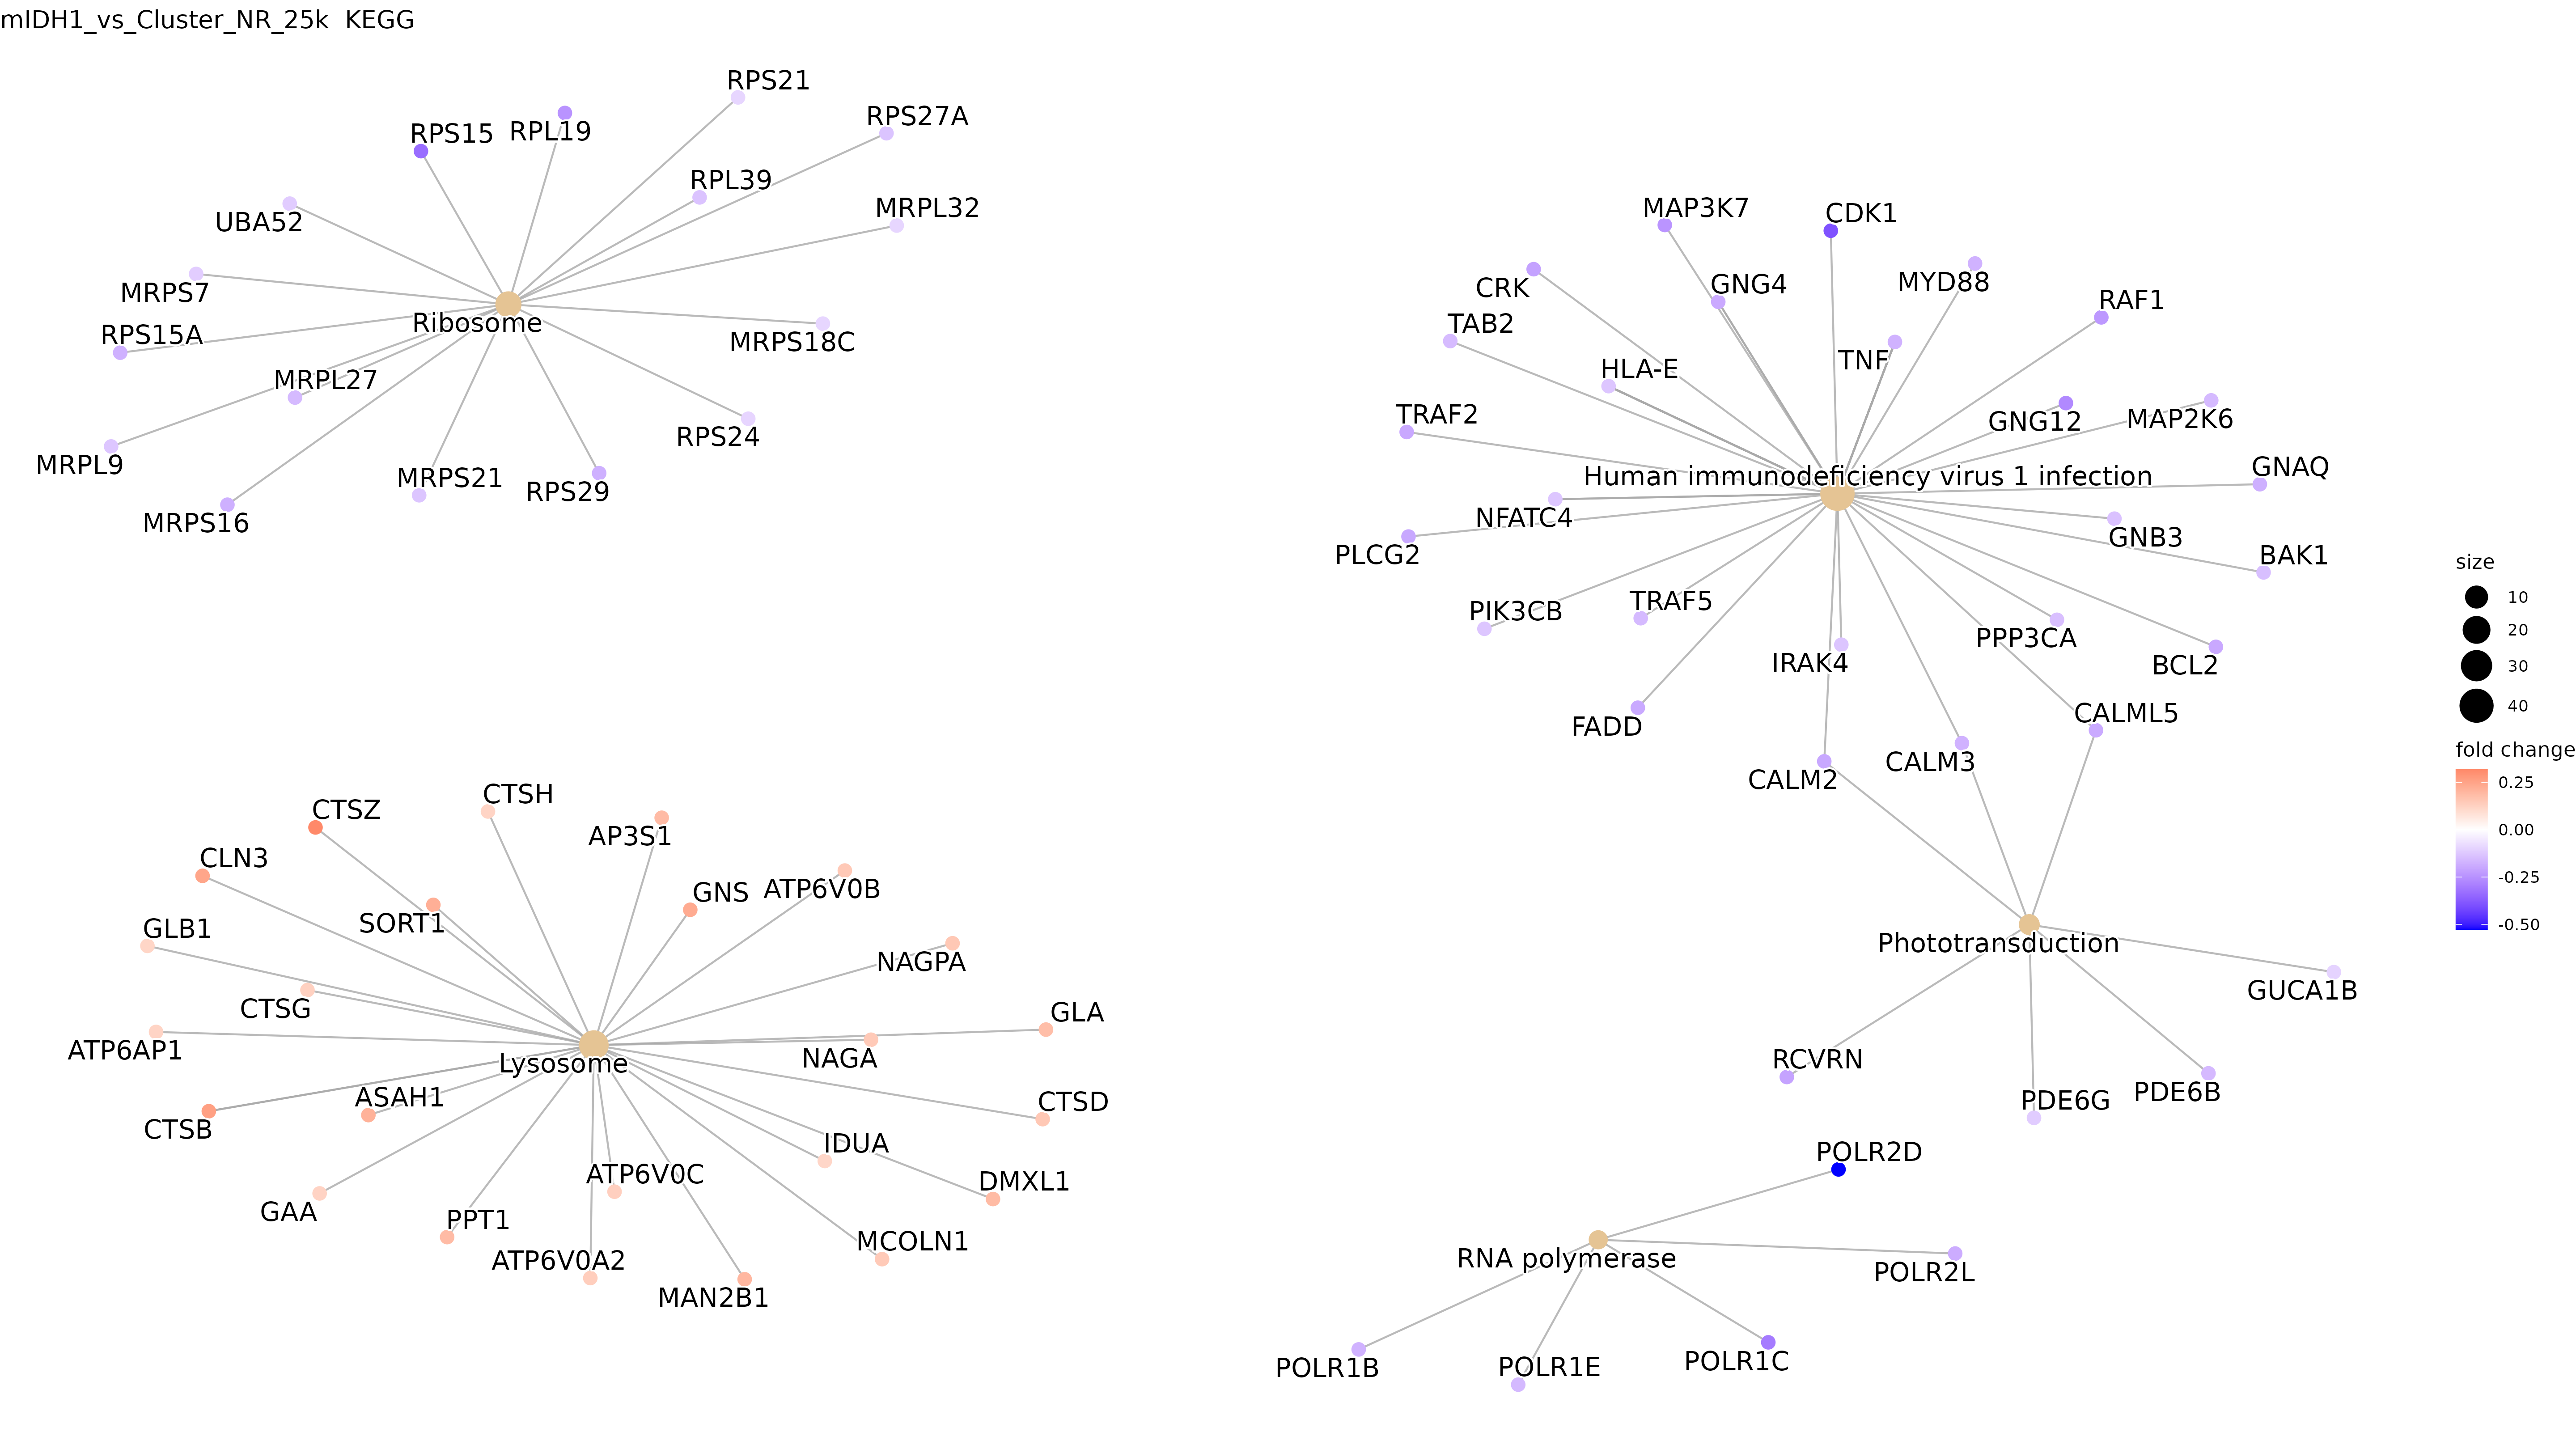 mIDH1_vs_Cluster_NR_25k  KEGG
RPS21
RPS27A
RPS15
RPL19
RPL39
MRPL32
UBA52
MRPS7
Ribosome
RPS15A
MRPS18C
MRPL27
RPS24
MRPL9
MRPS21
RPS29
MRPS16
MAP3K7
CDK1
CRK
GNG4
MYD88
RAF1
TAB2
TNF
HLA-E
TRAF2
GNG12
MAP2K6
Human immunodeficiency virus 1 infection
GNAQ
NFATC4
GNB3
PLCG2
BAK1
PIK3CB
TRAF5
PPP3CA
IRAK4
BCL2
FADD
CALML5
CALM3
CALM2
CTSZ
CTSH
AP3S1
CLN3
GNS
ATP6V0B
SORT1
GLB1
NAGPA
CTSG
GLA
ATP6AP1
Lysosome
NAGA
ASAH1
CTSD
CTSB
IDUA
ATP6V0C
DMXL1
GAA
PPT1
MCOLN1
ATP6V0A2
MAN2B1
Phototransduction
GUCA1B
RCVRN
PDE6G
PDE6B
POLR2D
RNA polymerase
POLR2L
POLR1B
POLR1E
POLR1C
size
10
20
30
40
fold change
0.25
0.00
-0.25
-0.50